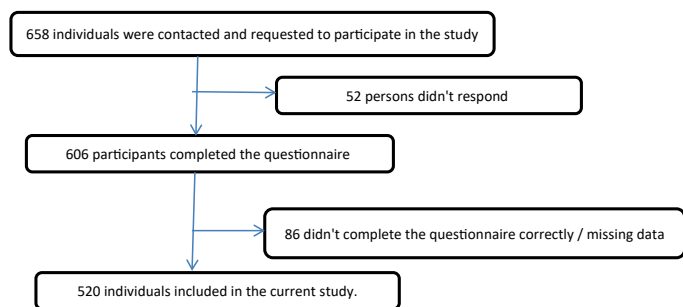 658 individuals were contacted and requested to participate in the study
52 persons didn't respond
606 participants completed the questionnaire
86 didn't complete the questionnaire correctly / missing data
520 individuals included in the current study.